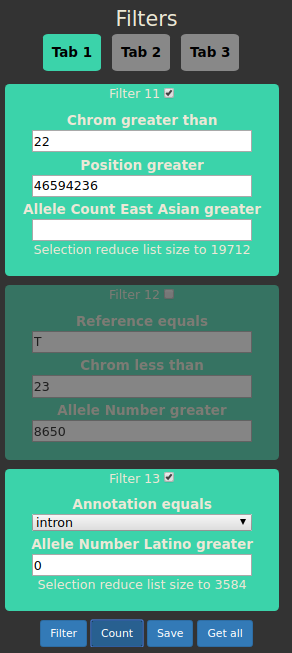 Filters
Tab 1 Tab 2 Tab 3
Filter 11
Chrom greater than
22
Position greater
46594236
Allele Count East Asian greater
Selection reduce list size to 19712
Filter 12
Reference equals
T
Chrom less than
23
Allele Number greater
8650
Filter 13
Annotation equals
intron
Allele Number Latino greater
0
Selection reduce list size to 3584
Filter Count Save Get all